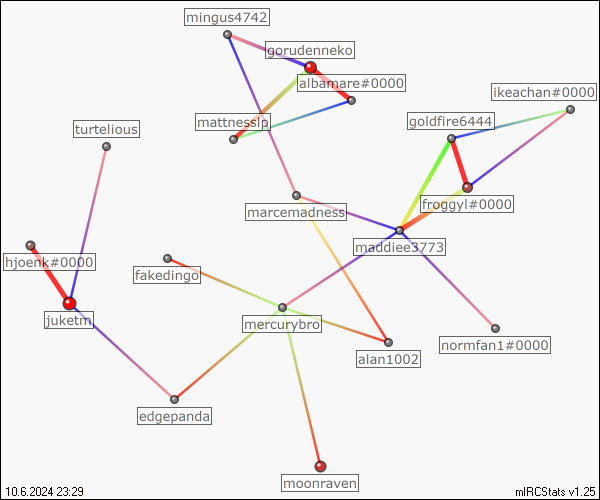 mingus4742
gorudenneko
albamare#0000
ikeachan#0000
mattnesslp
goldfire6444
turtelious
froggyl#0000
marcemadness
maddiee3773
hjoenk#0000
fakedingo
juketm
mercurybro
normfan1#0000
alan1002
edgepanda
moonraven
10.6.2024 23:29
mIRCStats v1.25